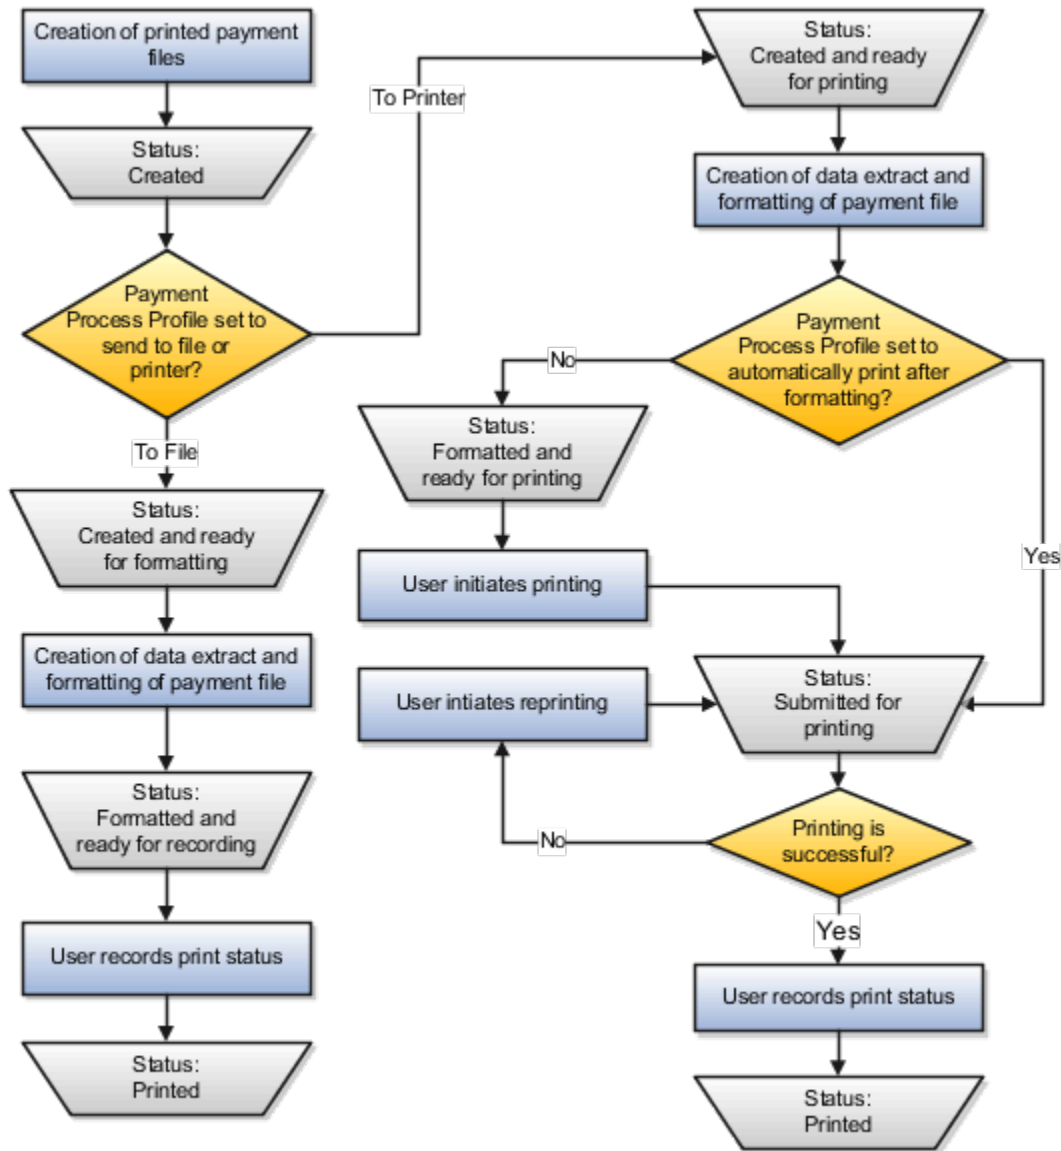 Creation of printed payment
files
Status:
Created
Payment
Process Profile set to
send to file or
printer?
To File
Status:
Created and ready
for formatting
Creation of data extract and
formatting of payment file
Status:
Formatted and
ready for recording
User records print status
Status:
Printed
To Printer
Status:
Created and ready
for printing
Creation of data extract and
formatting of payment file
Payment
Process Profile set to
automatically print after
formatting?
No
Status:
Formatted and
ready for printing
User initiates printing
Yes
Status:
Submitted for
printing
User intiates reprinting
Printing is
successful?
No
Yes
User records print status
Status:
Printed